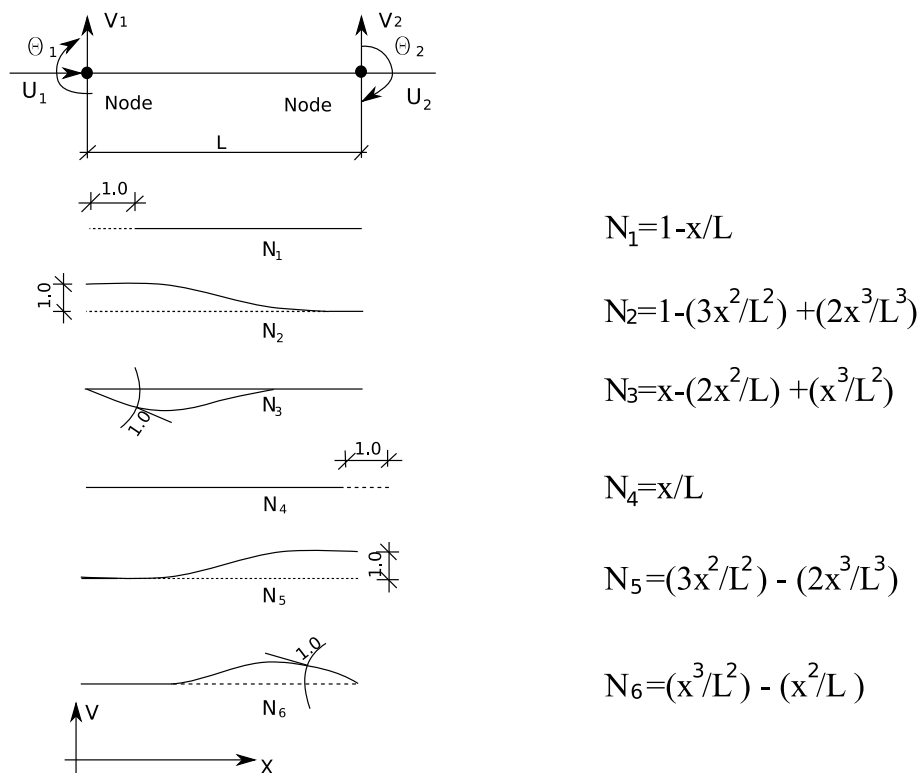 V1 V2
Θ1 Θ2
U1 U2
Node Node
L
1.0
N1 N₁=1-x/L
1.0
N2 N₂=1-(3x²/L²) +(2x³/L³)
N3 N₃=x-(2x²/L) +(x³/L²)
1.0
1.0
N4 N₄=x/L
1.0
N5 N₅=(3x²/L²) - (2x³/L³)
1.0
N6 N₆=(x³/L²) - (x²/L )
V
X